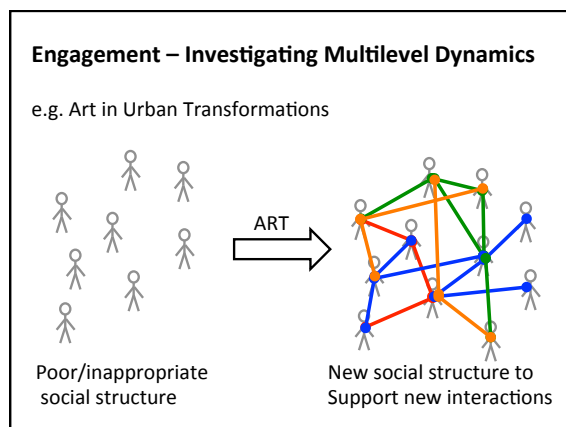 Engagement – Investigating Multilevel Dynamics
e.g. Art in Urban Transformations
ART
Poor/inappropriate
social structure
New social structure to
Support new interactions